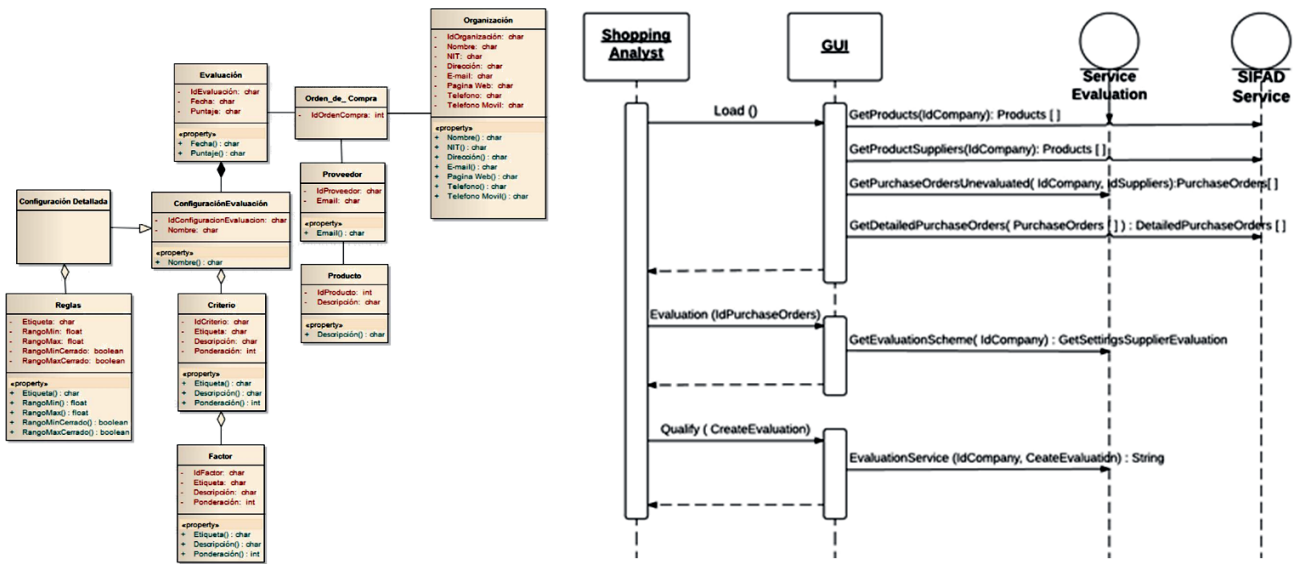 Organización
- IdOrganización: char
- Nombre: char
- NIT: char
- Dirección: char
- E-mail: char
- Pagina Web: char
- Telefono: char
- Telefono Movil: char
«property»
+ Nombre() : char
+ NIT() : char
+ Dirección() : char
+ E-mail() : char
+ Pagina Web() : char
+ Telefono() : char
+ Telefono Movil() : char
Evaluación
- IdEvaluación: char
- Fecha: char
- Puntaje: char
«property»
+ Fecha() : char
+ Puntaje() : char
Orden_de_ Compra
- IdOrdenCompra: int
Proveedor
- IdProveedor: char
- Email: char
«property»
+ Email() : char
Configuración Detallada
ConfiguraciónEvaluación
- IdConfiguracionEvaluacion: char
- Nombre: char
«property»
+ Nombre() : char
Producto
- IdProducto: int
- Descripción: char
«property»
+ Descripción() : char
Reglas
- Etiqueta: char
- RangoMin: float
- RangoMax: float
- RangoMinCerrado: boolean
- RangoMaxCerrado: boolean
«property»
+ Etiqueta() : char
+ RangoMin() : float
+ RangoMax() : float
+ RangoMinCerrado() : boolean
+ RangoMaxCerrado() : boolean
Criterio
- IdCriterio: char
- Etiqueta: char
- Descripción: char
- Ponderación: int
«property»
+ Etiqueta() : char
+ Descripción() : char
+ Ponderación() : int
Factor
- IdFactor: char
- Etiqueta: char
- Descripción: char
- Ponderación: int
«property»
+ Etiqueta() : char
+ Descripción() : char
+ Ponderación() : int
Shopping
Analyst
GUI
Service
Evaluation
SIFAD
Service
Load ()
GetProducts(IdCompany): Products [ ]
GetProductSuppliers(IdCompany): Products [ ]
GetPurchaseOrdersUnevaluated( IdCompany, IdSuppliers):PurchaseOrders[ ]
GetDetailedPurchaseOrders( PurchaseOrders [ ] ) : DetailedPurchaseOrders [ ]
Evaluation (IdPurchaseOrders)
GetEvaluationScheme( IdCompany) : GetSettingsSupplierEvaluation
Qualify ( CreateEvaluation)
EvaluationService (IdCompany, CeateEvaluation) : String